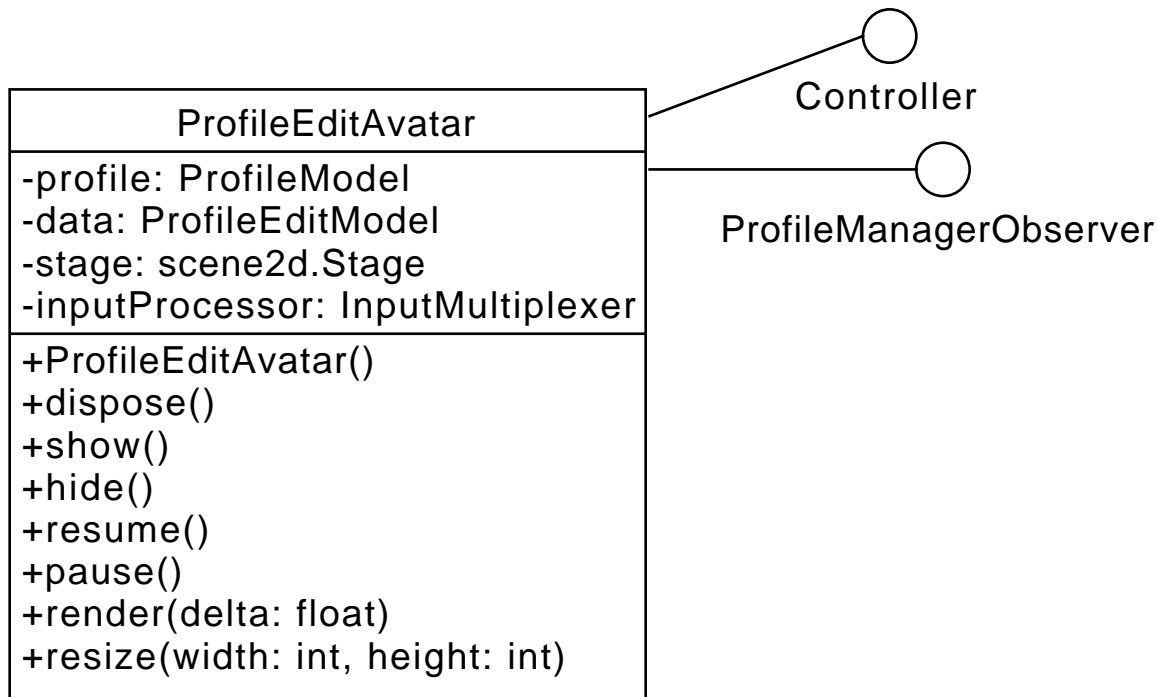 Controller
ProfileEditAvatar
-profile: ProfileModel
-data: ProfileEditModel
-stage: scene2d.Stage
-inputProcessor: InputMultiplexer
ProfileManagerObserver
+ProfileEditAvatar()
+dispose()
+show()
+hide()
+resume()
+pause()
+render(delta: float)
+resize(width: int, height: int)